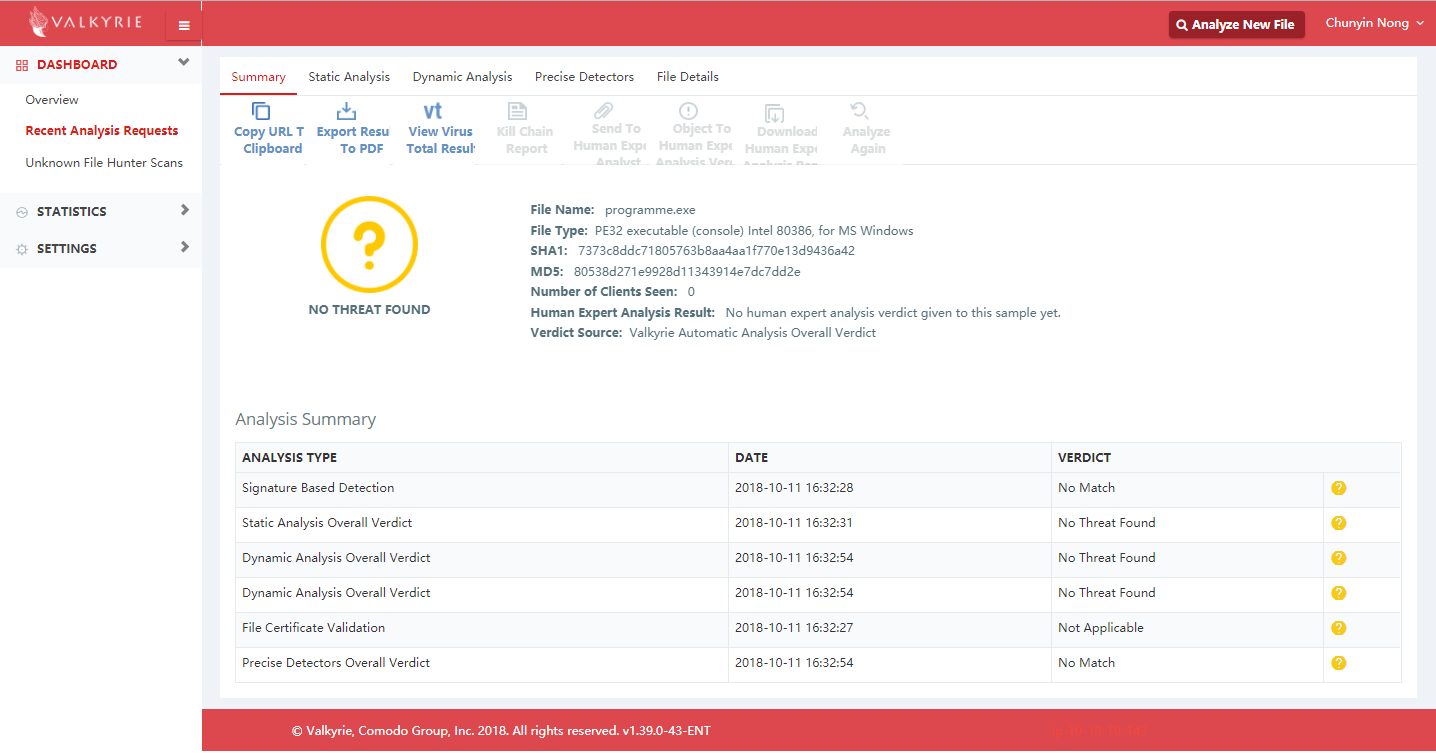 VALKYRIE
Analyze New File
Chunyin Nong
DASHBOARD
Overview
Recent Analysis Requests
Unknown File Hunter Scans
STATISTICS
SETTINGS
Summary Static Analysis Dynamic Analysis Precise Detectors File Details
Copy URL T
Clipboard
Export Resu
To PDF
vt
View Virus
Total Resul
Kill Chain
Report
Send To
Human Expe
Analyst
Object To
Human Expe
Analysis Ver
Download
Human Expe
Analyze
Again
?
NO THREAT FOUND
File Name: programme.exe
File Type: PE32 executable (console) Intel 80386, for MS Windows
SHA1: 7373c8ddc71805763b8aa4aa1f770e13d9436a42
MD5: 80538d271e9928d11343914e7dc7dd2e
Number of Clients Seen: 0
Human Expert Analysis Result: No human expert analysis verdict given to this sample yet.
Verdict Source: Valkyrie Automatic Analysis Overall Verdict
Analysis Summary
ANALYSIS TYPE DATE VERDICT
Signature Based Detection 2018-10-11 16:32:28 No Match ?
Static Analysis Overall Verdict 2018-10-11 16:32:31 No Threat Found ?
Dynamic Analysis Overall Verdict 2018-10-11 16:32:54 No Threat Found ?
Dynamic Analysis Overall Verdict 2018-10-11 16:32:54 No Threat Found ?
File Certificate Validation 2018-10-11 16:32:27 Not Applicable ?
Precise Detectors Overall Verdict 2018-10-11 16:32:54 No Match ?
© Valkyrie, Comodo Group, Inc. 2018. All rights reserved. v1.39.0-43-ENT